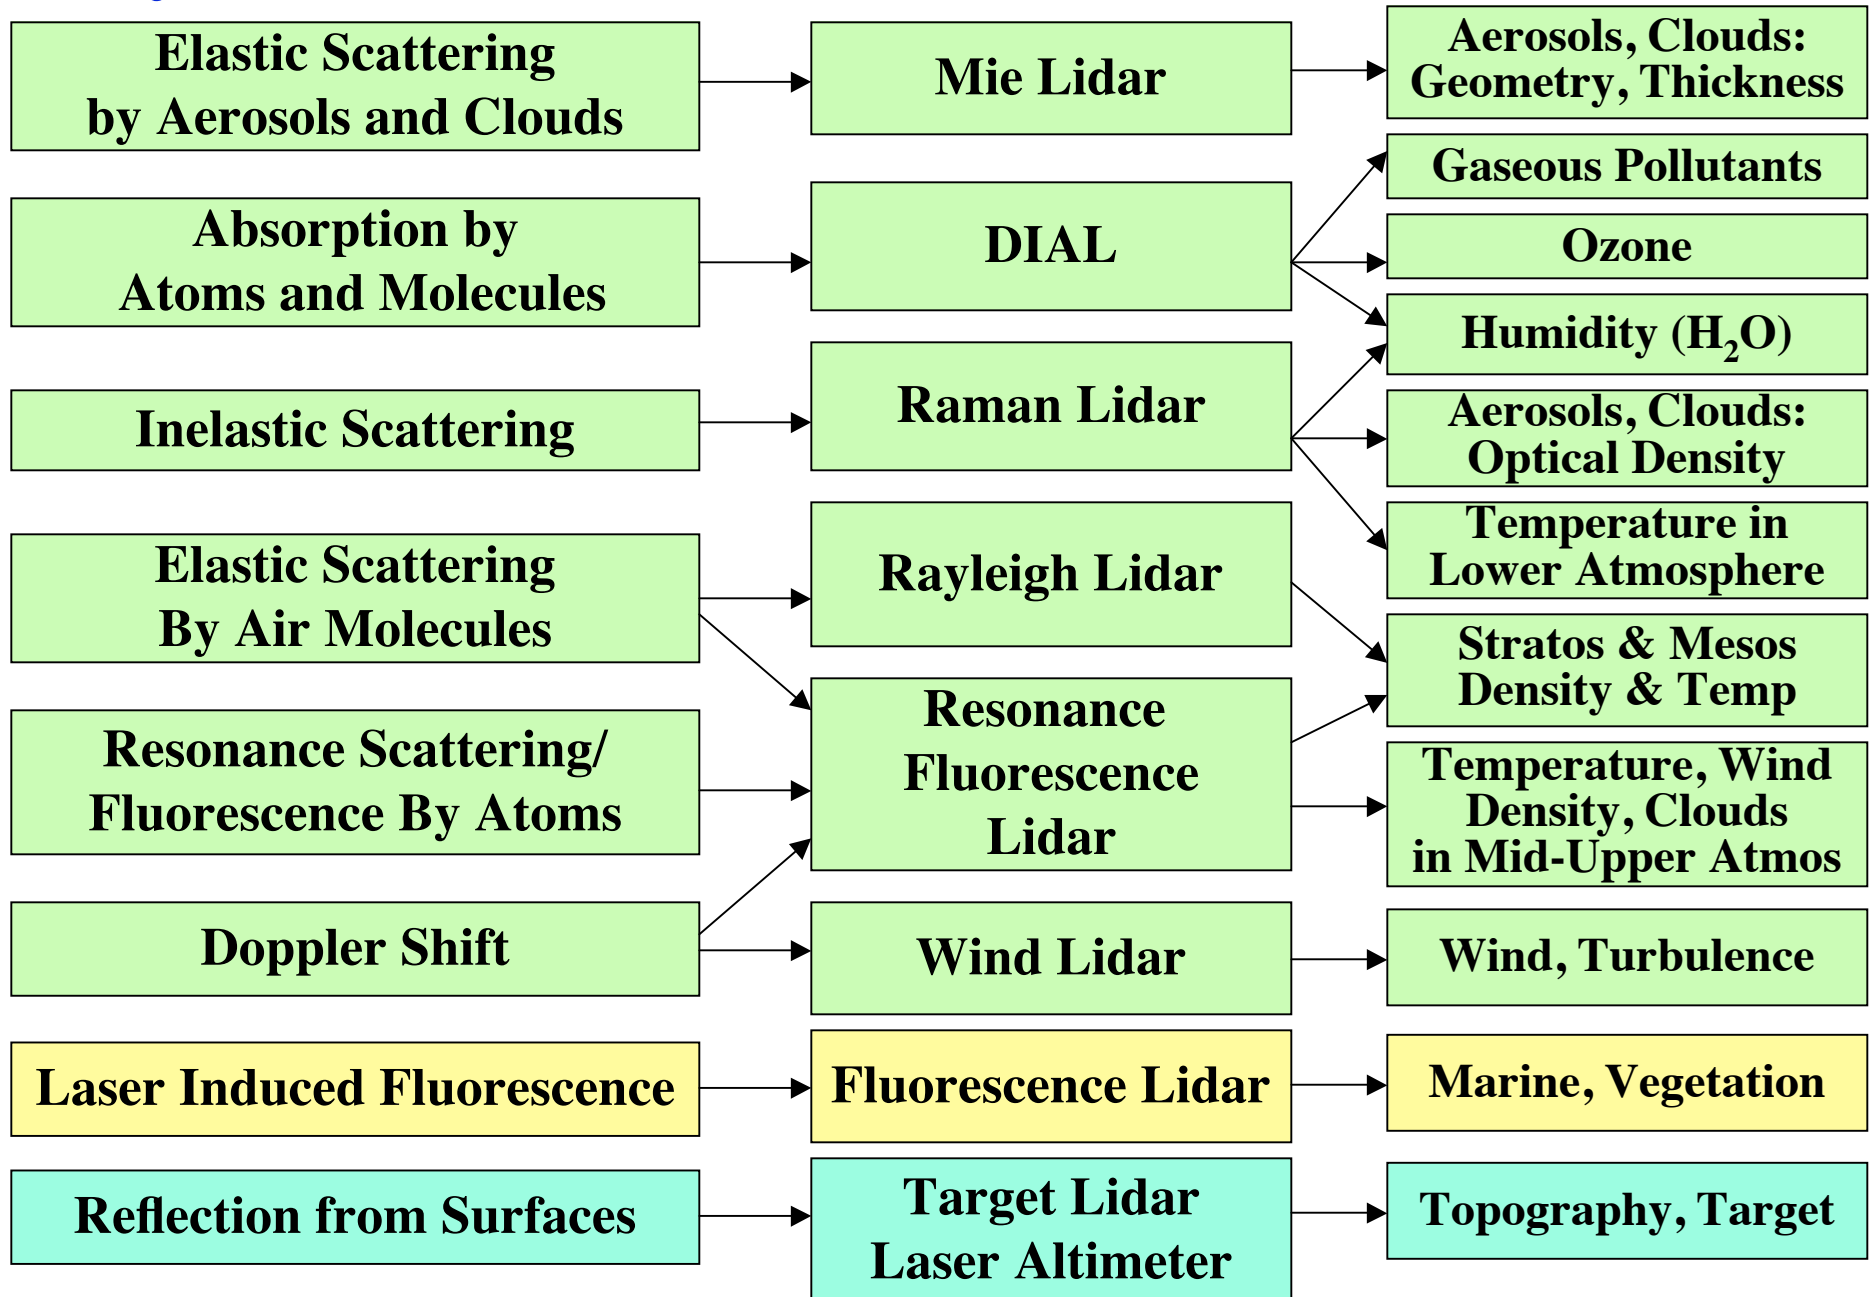 Elastic Scattering
by Aerosols and Clouds
Mie Lidar
Aerosols, Clouds:
Geometry, Thickness
Gaseous Pollutants
Absorption by
Atoms and Molecules
DIAL
Ozone
Humidity (H₂O)
Inelastic Scattering
Raman Lidar
Aerosols, Clouds:
Optical Density
Temperature in
Lower Atmosphere
Elastic Scattering
By Air Molecules
Rayleigh Lidar
Stratos & Mesos
Density & Temp
Resonance Scattering/
Fluorescence By Atoms
Resonance
Fluorescence
Lidar
Temperature, Wind
Density, Clouds
in Mid-Upper Atmos
Doppler Shift
Wind Lidar
Wind, Turbulence
Laser Induced Fluorescence
Fluorescence Lidar
Marine, Vegetation
Reflection from Surfaces
Target Lidar
Laser Altimeter
Topography, Target